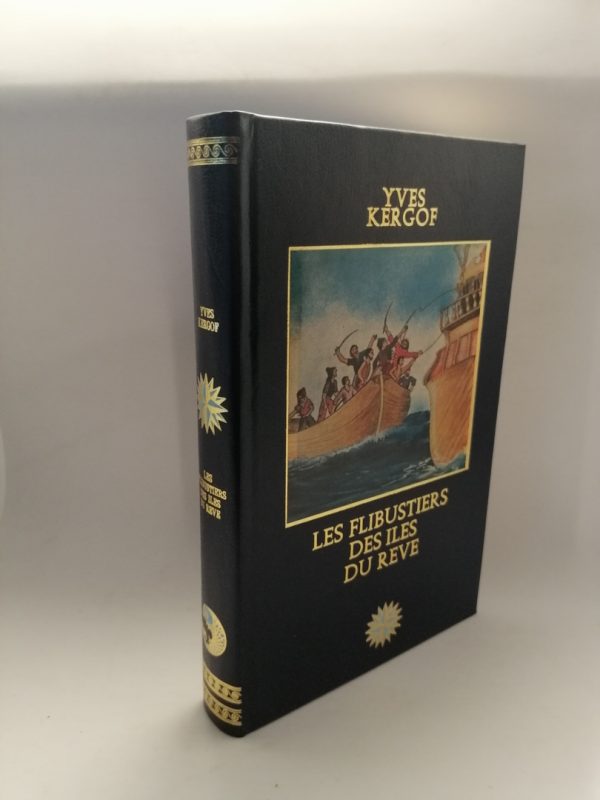 YVES
KERGOF
LES FLIBUSTIERS
DES ILES
DU REVE
YVES
KERGOF
LES
FLIBUSTIERS
DES ILES
DU REVE